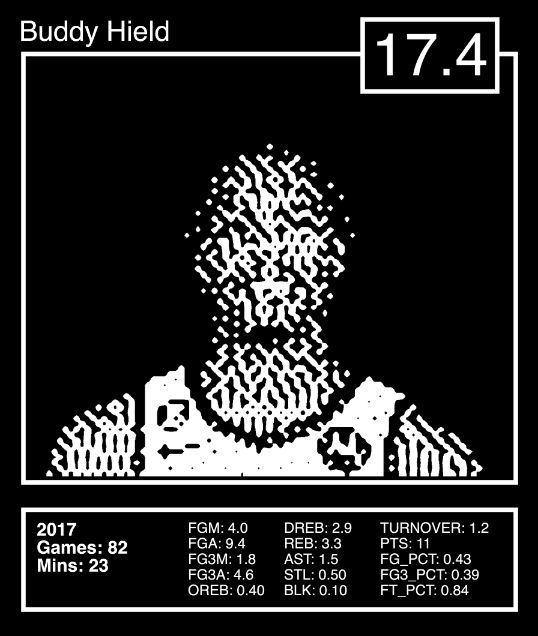 Buddy Hield
17.4
2017
Games: 82
Mins: 23
FGM: 4.0
FGA: 9.4
FG3M: 1.8
FG3A: 4.6
OREB: 0.40
DREB: 2.9
REB: 3.3
AST: 1.5
STL: 0.50
BLK: 0.10
TURNOVER: 1.2
PTS: 11
FG_PCT: 0.43
FG3_PCT: 0.39
FT_PCT: 0.84